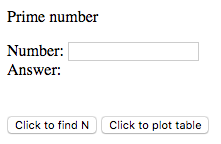 Prime number
Number:
Answer:
Click to find N Click to plot table